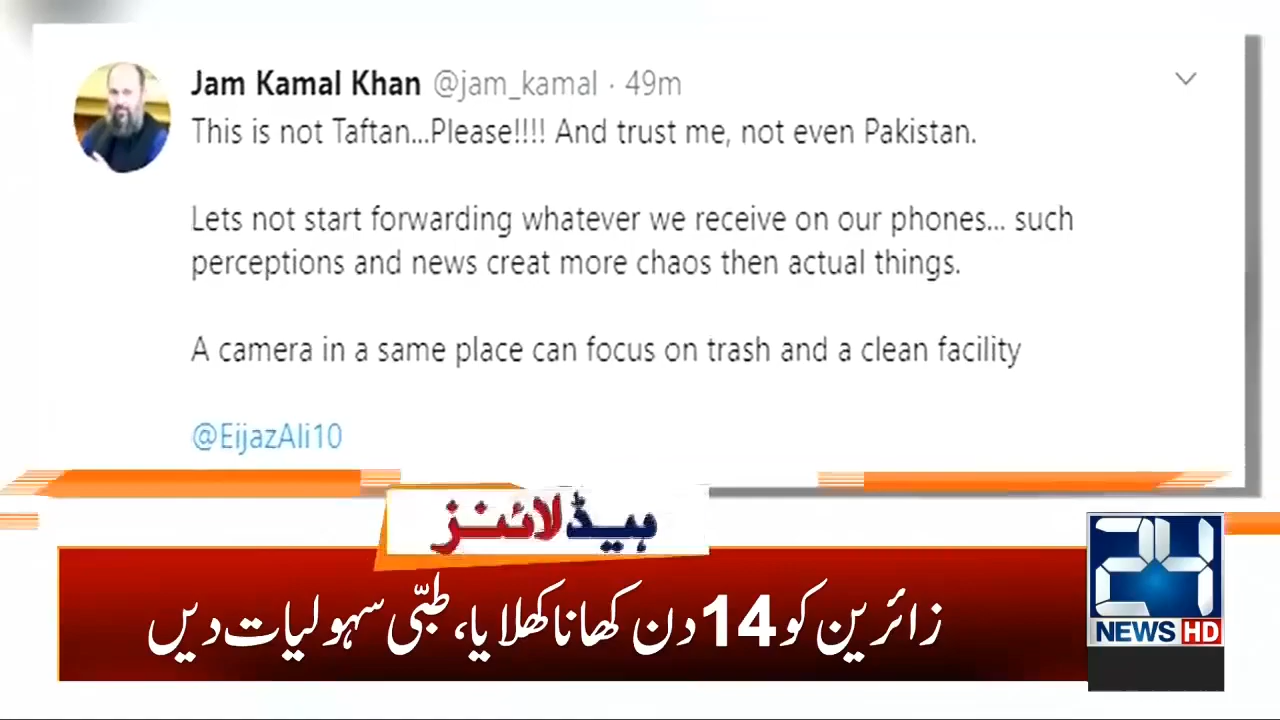 Jam Kamal Khan @jam_kamal · 49m
This is not Taftan...Please!!!! And trust me, not even Pakistan.
Lets not start forwarding whatever we receive on our phones... such
perceptions and news creat more chaos then actual things.
A camera in a same place can focus on trash and a clean facility
@EijazAli10
ہیڈلائنز
زائرین کو 14 دن کھانا کھلایا، طبّی سہولیات دیں
24
NEWS HD